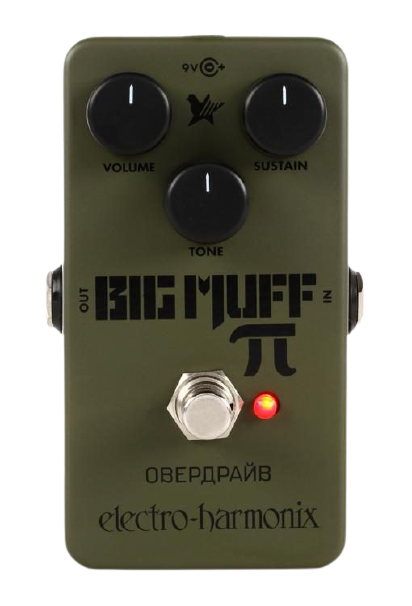 9V
VOLUME
SUSTAIN
TONE
OUT
BIG MUFF
IN
π
ОВЕРДРАЙВ
electro-harmonix